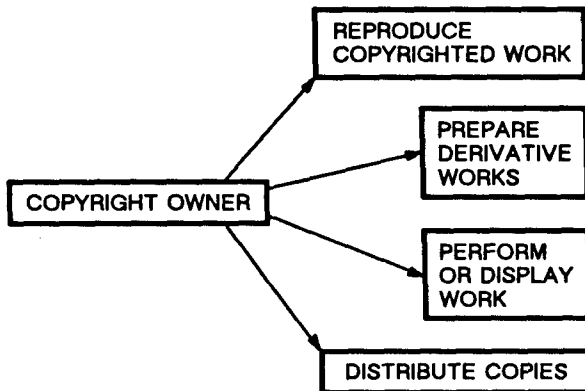 REPRODUCE
COPYRIGHTED WORK
PREPARE
DERIVATIVE
WORKS
COPYRIGHT OWNER
PERFORM
OR DISPLAY
WORK
DISTRIBUTE COPIES